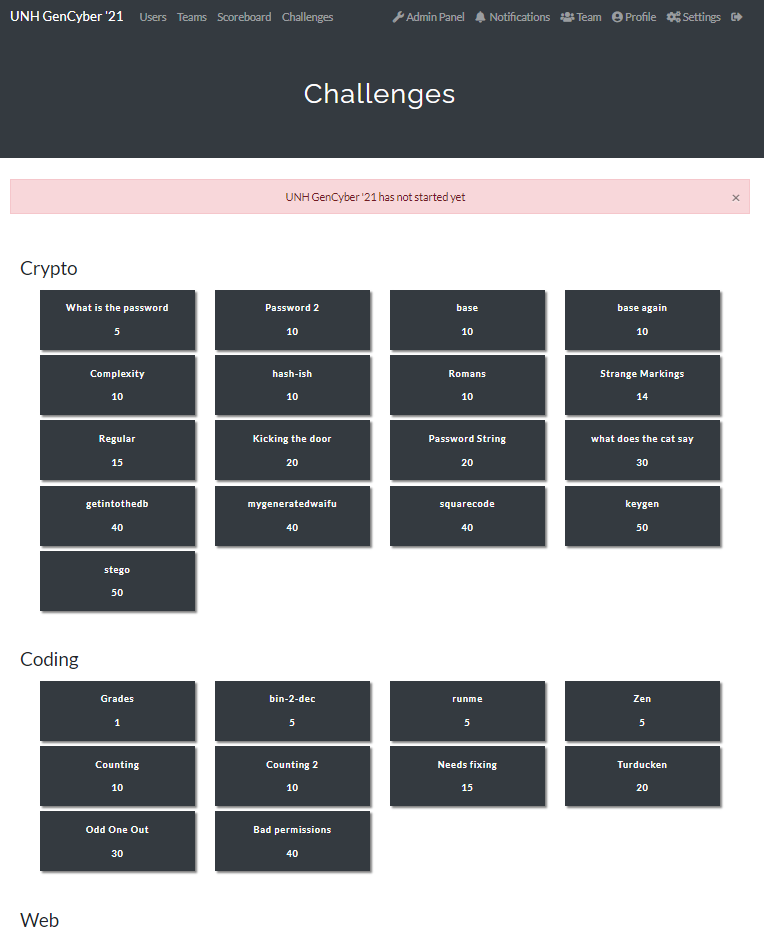 UNH GenCyber '21 Users Teams Scoreboard Challenges Admin Panel Notifications Team Profile Settings
Challenges
UNH GenCyber '21 has not started yet ×
Crypto
What is the password Password 2 base base again
5 10 10 10
Complexity hash-ish Romans Strange Markings
10 10 10 14
Regular Kicking the door Password String what does the cat say
15 20 20 30
getintothedb mygeneratedwaifu squarecode keygen
40 40 40 50
stego
50
Coding
Grades bin-2-dec runme Zen
1 5 5 5
Counting Counting 2 Needs fixing Turducken
10 10 15 20
Odd One Out Bad permissions
30 40
Web